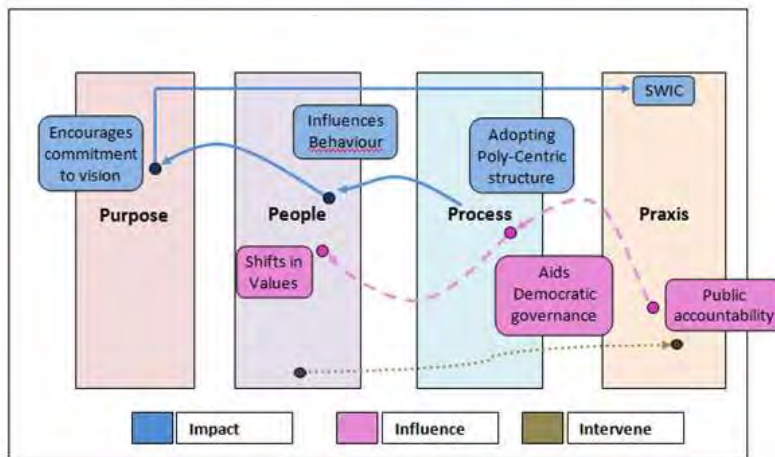 SWIC
Encourages
commitment
to vision
Influences
Behaviour
Adopting
Poly-Centric
structure
Purpose
People
Process
Praxis
Shifts in
Values
Aids
Democratic
governance
Public
accountability
Impact
Influence
Intervene